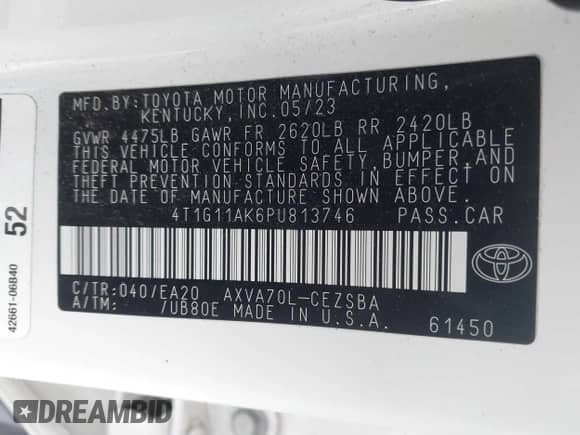 MFD.BY:TOYOTA MOTOR MANUFACTURING,
KENTUCKY,INC.05/23
GVWR 4475LB GAWR FR 2620LB RR 2420LB
THIS VEHICLE CONFORMS TO ALL APPLICABLE
FEDERAL MOTOR VEHICLE SAFETY,BUMPER,AND
THEFT PREVENTION STANDARDS IN EFFECT ON
THE DATE OF MANUFACTURE SHOWN ABOVE.
4T1G11AK6PU813746 PASS.CAR
C/TR:040/EA20 AXVA70L-CEZSBA
A/TM: /UB80E MADE IN U.S.A.
61450
52
42661-06B40
DREAMBID